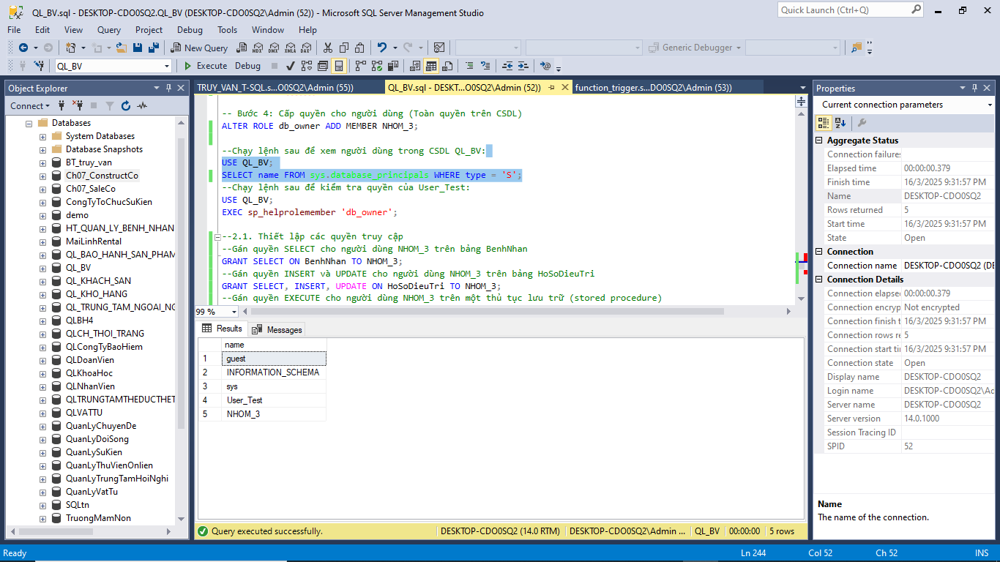 QL_BV.sql - DESKTOP-CDO0SQ2.QL_BV (DESKTOP-CDO0SQ2\Admin (52)) - Microsoft SQL Server Management Studio
Quick Launch (Ctrl+Q)
File Edit View Query Project Debug Tools Window Help
New Query MDX DMX XMLA DAX Generic Debugger
QL_BV Execute Debug
Object Explorer
Connect
Databases
System Databases
Database Snapshots
BT_truy_van
Ch07_ConstructCo
Ch07_SaleCo
CongTyToChucSuKien
demo
HT_QUAN_LY_BENH_NHAN
MaiLinhRental
QL_BAO_HANH_SAN_PHAM
QL_BV
QL_KHACH_SAN
QL_KHO_HANG
QL_TRUNG_TAM_NGOAI_NG
QLBH4
QLCH_THOI_TRANG
QLCongTyBaoHiem
QLDoanVien
QLKhoaHoc
QLNhanVien
QLTRUNGTAMTHEDUCTHET
QLVATTU
QuanLyChuyenDe
QuanLyDoiSong
QuanLySuKien
QuanLyThuVienOnlien
QuanLyTrungTamHoiNghi
QuanLyVatTu
SQLtn
TruongMamNon
TRUY_VAN_T-SQL.s...O0SQ2\Admin (55)) QL_BV.sql - DESKT...O0SQ2\Admin (52)) function_trigger.s...DO0SQ2\Admin (53))
-- Bước 4: Cấp quyền cho người dùng (Toàn quyền trên CSDL)
ALTER ROLE db_owner ADD MEMBER NHOM_3;
--Chạy lệnh sau để xem người dùng trong CSDL QL_BV:
USE QL_BV;
SELECT name FROM sys.database_principals WHERE type = 'S';
--Chạy lệnh sau để kiểm tra quyền của User_Test:
USE QL_BV;
EXEC sp_helprolemember 'db_owner';
--2.1. Thiết lập các quyền truy cập
--Gán quyền SELECT cho người dùng NHOM_3 trên bảng BenhNhan
GRANT SELECT ON BenhNhan TO NHOM_3;
--Gán quyền INSERT và UPDATE cho người dùng NHOM_3 trên bảng HoSoDieuTri
GRANT SELECT, INSERT, UPDATE ON HoSoDieuTri TO NHOM_3;
--Gán quyền EXECUTE cho người dùng NHOM_3 trên một thủ tục lưu trữ (stored procedure)
99 %
Results Messages
name
1 guest
2 INFORMATION_SCHEMA
3 sys
4 User_Test
5 NHOM_3
Query executed successfully. DESKTOP-CDO0SQ2 (14.0 RTM) DESKTOP-CDO0SQ2\Admin ... QL_BV 00:00:00 5 rows
Properties
Current connection parameters
Aggregate Status
Connection failures
Elapsed time 00:00:00.379
Finish time 16/3/2025 9:31:57 PM
Name DESKTOP-CDO0SQ2
Rows returned 5
Start time 16/3/2025 9:31:57 PM
State Open
Connection
Connection name DESKTOP-CDO0SQ2 (DE
Connection Details
Connection elapse 00:00:00.379
Connection encryp Not encrypted
Connection finish t 16/3/2025 9:31:57 PM
Connection rows re 5
Connection start ti 16/3/2025 9:31:57 PM
Connection state Open
Display name DESKTOP-CDO0SQ2
Login name DESKTOP-CDO0SQ2\Ad
Server name DESKTOP-CDO0SQ2
Server version 14.0.1000
Session Tracing ID
SPID 52
Name
The name of the connection.
Ready Ln 244 Col 52 Ch 52 INS